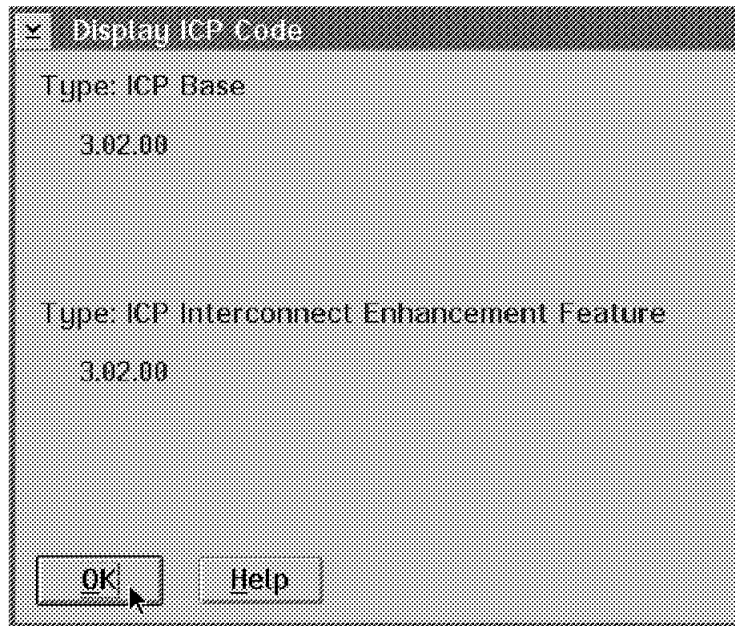 Display ICP Code
Type: ICP Base
3.02.00
Type: ICP Interconnect Enhancement Feature
3.02.00
OK Help